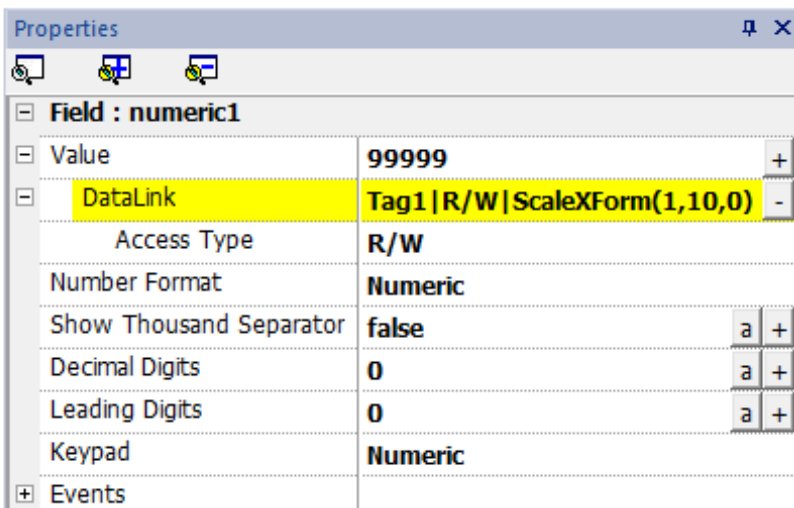 Properties
Field : numeric1
Value 99999 +
DataLink Tag1|R/W|ScaleXForm(1,10,0) -
Access Type R/W
Number Format Numeric
Show Thousand Separator false a +
Decimal Digits 0 a +
Leading Digits 0 a +
Keypad Numeric
Events